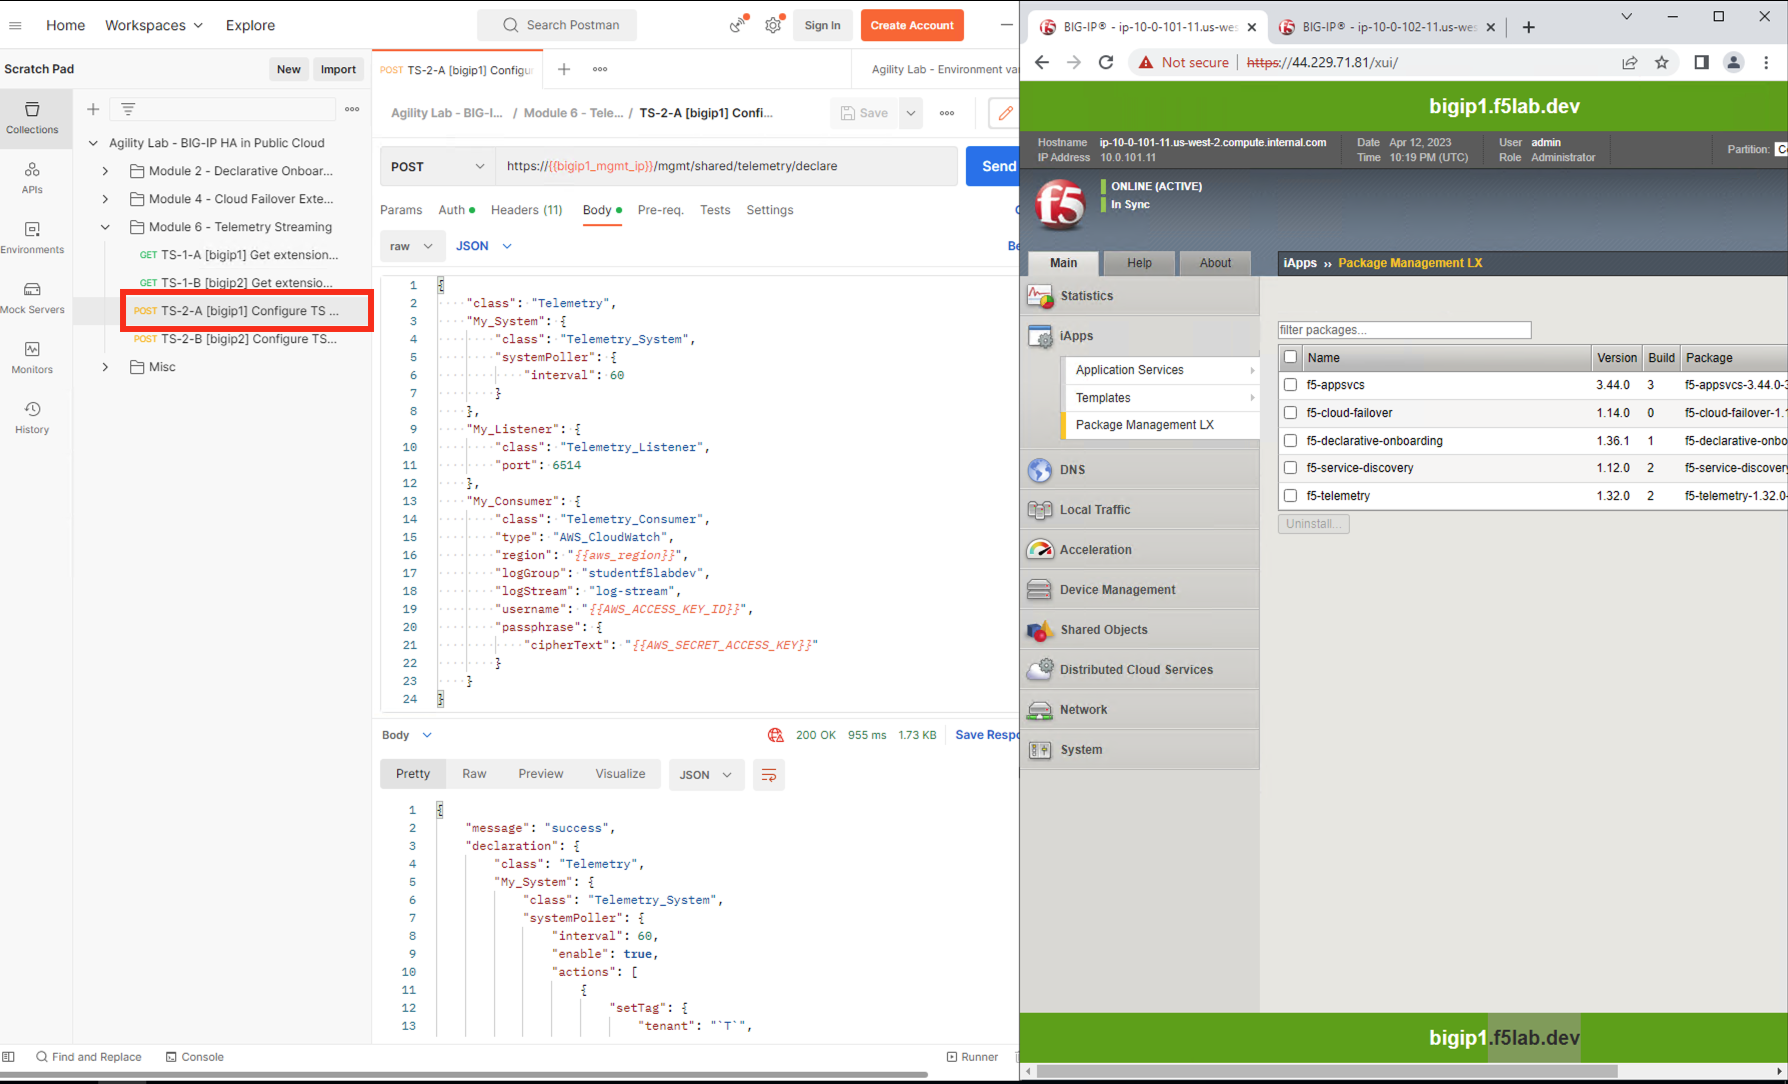 Home
Workspaces
Explore
Search Postman
Sign In
Create Account
Scratch Pad
New
Import
Collections
APIs
Environments
Mock Servers
Monitors
History
Agility Lab - BIG-IP HA in Public Cloud
Module 2 - Declarative Onboar...
Module 4 - Cloud Failover Exte...
Module 6 - Telemetry Streaming
GET TS-1-A [bigip1] Get extension...
GET TS-1-B [bigip2] Get extensio...
POST TS-2-A [bigip1] Configure TS ...
POST TS-2-B [bigip2] Configure TS...
Misc
POST TS-2-A [bigip1] Configu
Agility Lab - Environment va
Agility Lab - BIG-I... / Module 6 - Tele... / TS-2-A [bigip1] Confi...
Save
POST
https://{{bigip1_mgmt_ip}}/mgmt/shared/telemetry/declare
Send
Params
Auth
Headers (11)
Body
Pre-req.
Tests
Settings
raw
JSON
Be
1 {
2 "class": "Telemetry",
3 "My_System": {
4 "class": "Telemetry_System",
5 "systemPoller": {
6 "interval": 60
7 }
8 },
9 "My_Listener": {
10 "class": "Telemetry_Listener",
11 "port": 6514
12 },
13 "My_Consumer": {
14 "class": "Telemetry_Consumer",
15 "type": "AWS_CloudWatch",
16 "region": "{{aws_region}}",
17 "logGroup": "studentf5labdev",
18 "logStream": "log-stream",
19 "username": "{{AWS_ACCESS_KEY_ID}}",
20 "passphrase": {
21 "cipherText": "{{AWS_SECRET_ACCESS_KEY}}"
22 }
23 }
24 }
Body
200 OK
955 ms
1.73 KB
Save Respo
Pretty
Raw
Preview
Visualize
JSON
1 {
2 "message": "success",
3 "declaration": {
4 "class": "Telemetry",
5 "My_System": {
6 "class": "Telemetry_System",
7 "systemPoller": {
8 "interval": 60,
9 "enable": true,
10 "actions": [
11 {
12 "setTag": {
13 "tenant": "`T`",
Find and Replace
Console
Runner
BIG-IP® - ip-10-0-101-11.us-wes
BIG-IP® - ip-10-0-102-11.us-wes
Not secure
https://44.229.71.81/xui/
bigip1.f5lab.dev
Hostname ip-10-0-101-11.us-west-2.compute.internal.com
IP Address 10.0.101.11
Date Apr 12, 2023
Time 10:19 PM (UTC)
User admin
Role Administrator
Partition:
f5
ONLINE (ACTIVE)
In Sync
Main
Help
About
iApps » Package Management LX
Statistics
iApps
Application Services
Templates
Package Management LX
DNS
Local Traffic
Acceleration
Device Management
Shared Objects
Distributed Cloud Services
Network
System
filter packages...
Name Version Build Package
f5-appsvcs 3.44.0 3 f5-appsvcs-3.44.0-3
f5-cloud-failover 1.14.0 0 f5-cloud-failover-1.1
f5-declarative-onboarding 1.36.1 1 f5-declarative-onbo
f5-service-discovery 1.12.0 2 f5-service-discovery
f5-telemetry 1.32.0 2 f5-telemetry-1.32.0-
Uninstall...
bigip1.f5lab.dev